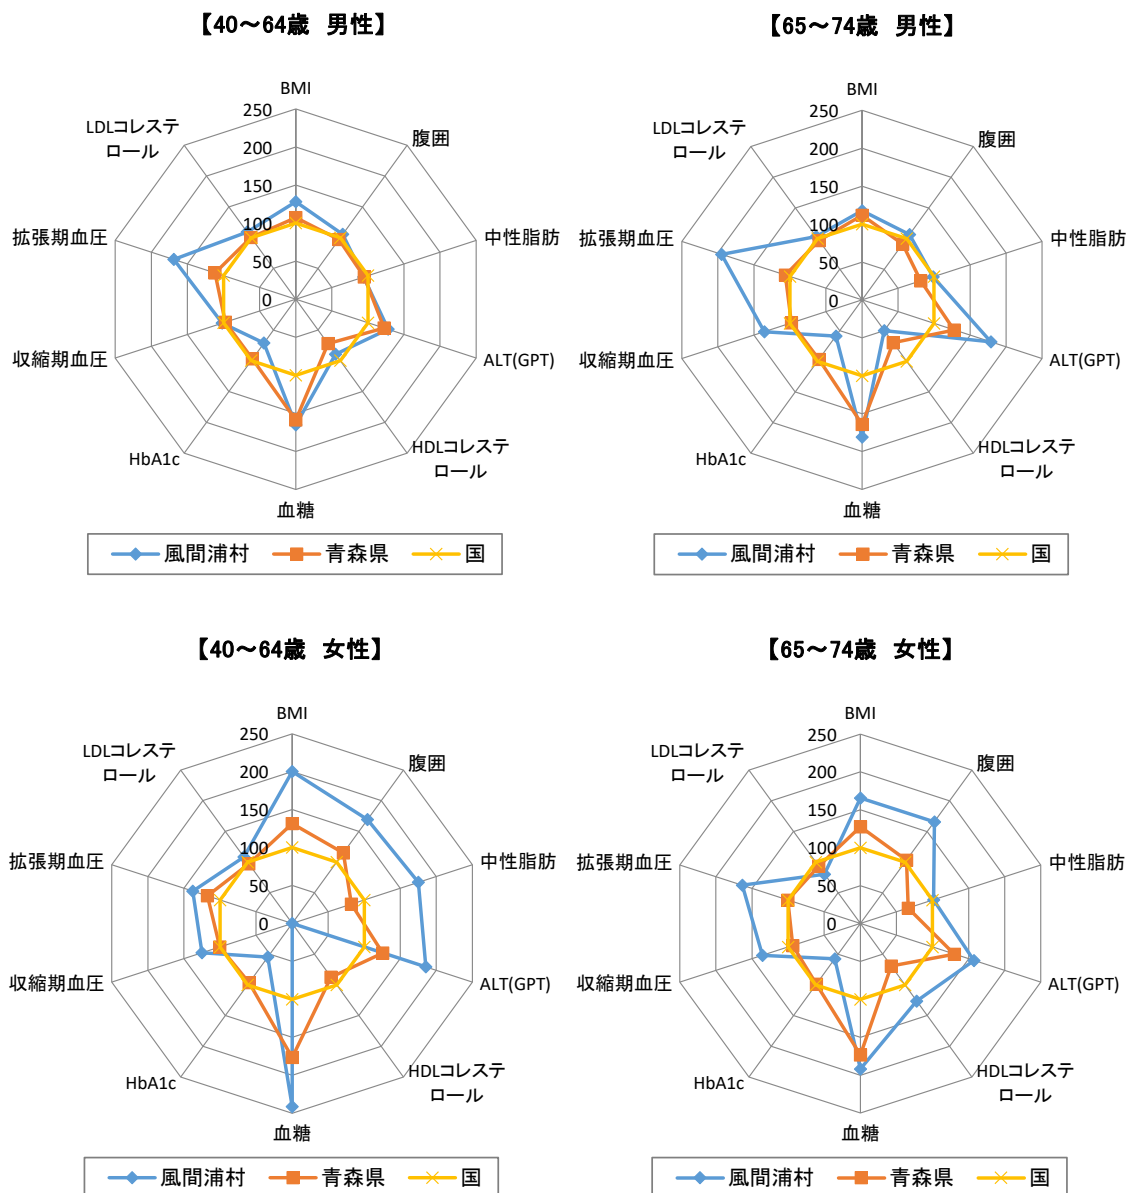 【40～64歳 男性】
BMI
250
200
150
100
50
0
腹囲
中性脂肪
ALT(GPT)
HDLコレステ
ロール
血糖
HbA1c
収縮期血圧
拡張期血圧
LDLコレステ
ロール
風間浦村 青森県 国
【65～74歳 男性】
BMI
250
200
150
100
50
0
腹囲
中性脂肪
ALT(GPT)
HDLコレステ
ロール
血糖
HbA1c
収縮期血圧
拡張期血圧
LDLコレステ
ロール
風間浦村 青森県 国
【40～64歳 女性】
BMI
250
200
150
100
50
0
腹囲
中性脂肪
ALT(GPT)
HDLコレステ
ロール
血糖
HbA1c
収縮期血圧
拡張期血圧
LDLコレステ
ロール
風間浦村 青森県 国
【65～74歳 女性】
BMI
250
200
150
100
50
0
腹囲
中性脂肪
ALT(GPT)
HDLコレステ
ロール
血糖
HbA1c
収縮期血圧
拡張期血圧
LDLコレステ
ロール
風間浦村 青森県 国